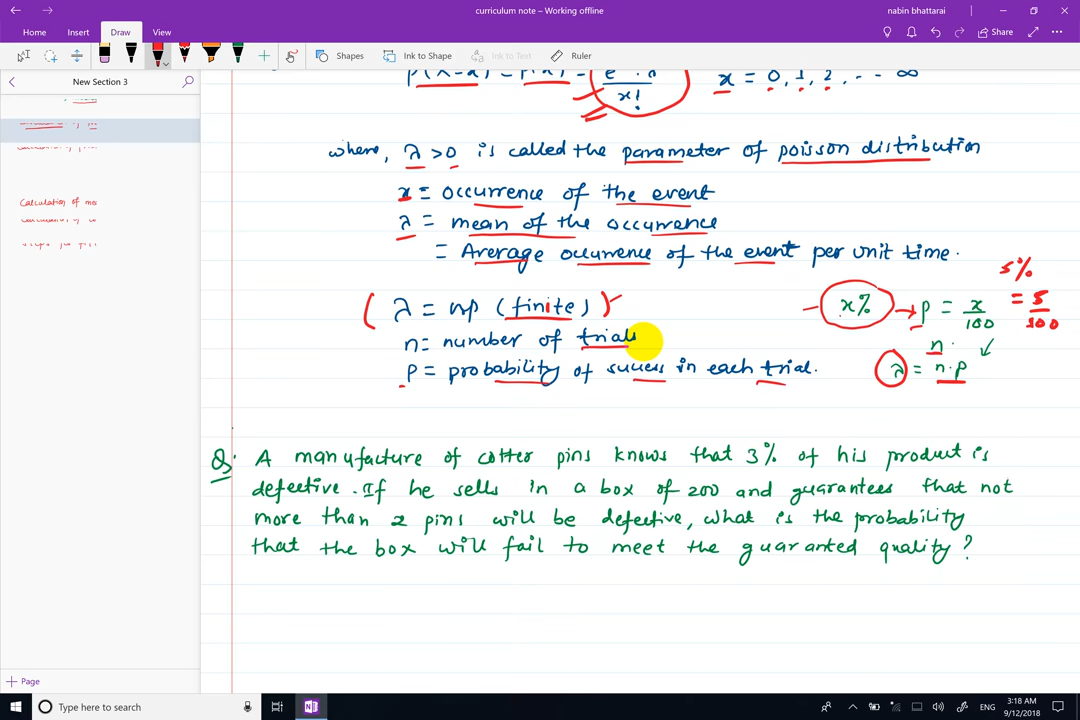 curriculum note – Working offline
nabin bhattarai
Home
Insert
Draw
View
Share
Shapes
Ink to Shape
Ink to Text
Ruler
New Section 3
x = 0, 1, 2, - - ∞
x!
where, λ >0 is called the parameter of poisson distribution
x = occurrence of the event
λ = mean of the occurrence
= Average ocurrence of the event per unit time.
5%
= 5/100
( λ = np (finite) )
x% → p = x/100
n = number of trials
n.
P = probability of success in each trial.
λ = n.p
Calculation of me
Q: A manufacture of cotter pins knows that 3% of his product is
defective. If he sells in a box of 200 and guarantees that not
more than 2 pins will be defective, what is the probability
that the box will fail to meet the guaranted quality?
+ Page
Type here to search
ENG
3:18 AM
9/12/2018